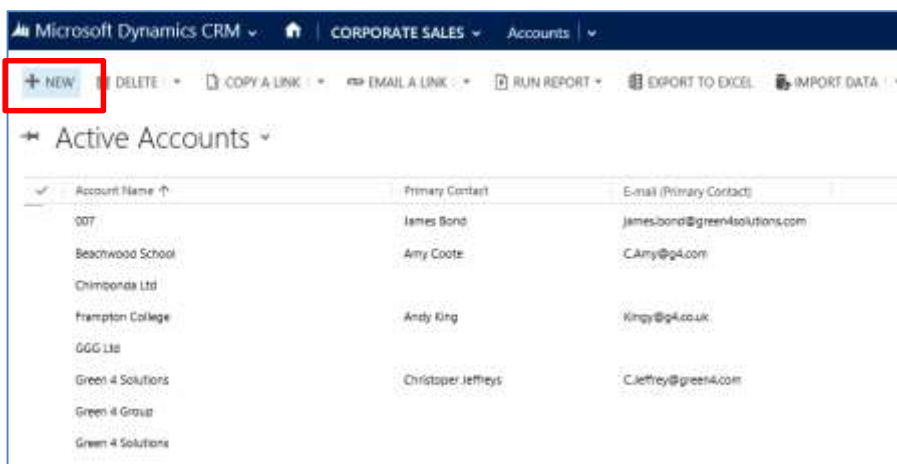 Microsoft Dynamics CRM CORPORATE SALES Accounts
NEW DELETE COPY A LINK EMAIL A LINK RUN REPORT EXPORT TO EXCEL IMPORT DATA
Active Accounts
Account Name ↑ Primary Contact E-mail (Primary Contact)
007 James Bond james.bond@green4solutions.com
Beachwood School Amy Coote C.Amy@g4.com
Chimbonda Ltd
Frampton College Andy King Kingy@g4.co.uk
GGG Ltd
Green 4 Solutions Christoper Jeffreys C.Jeffrey@green4.com
Green 4 Group
Green 4 Solutions